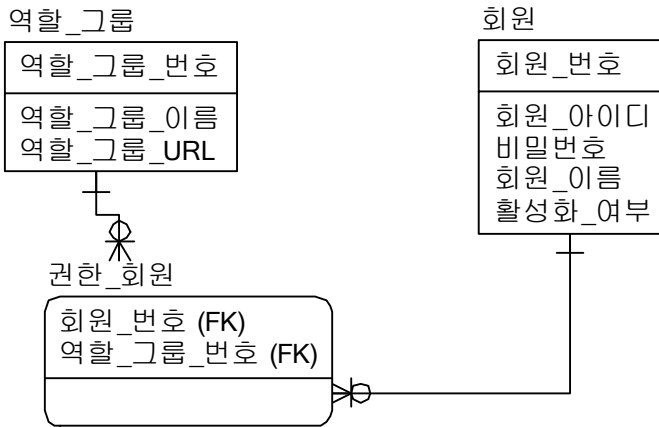 역할_그룹
역할_그룹_번호
역할_그룹_이름
역할_그룹_URL
회원
회원_번호
회원_아이디
비밀번호
회원_이름
활성화_여부
권한_회원
회원_번호 (FK)
역할_그룹_번호 (FK)